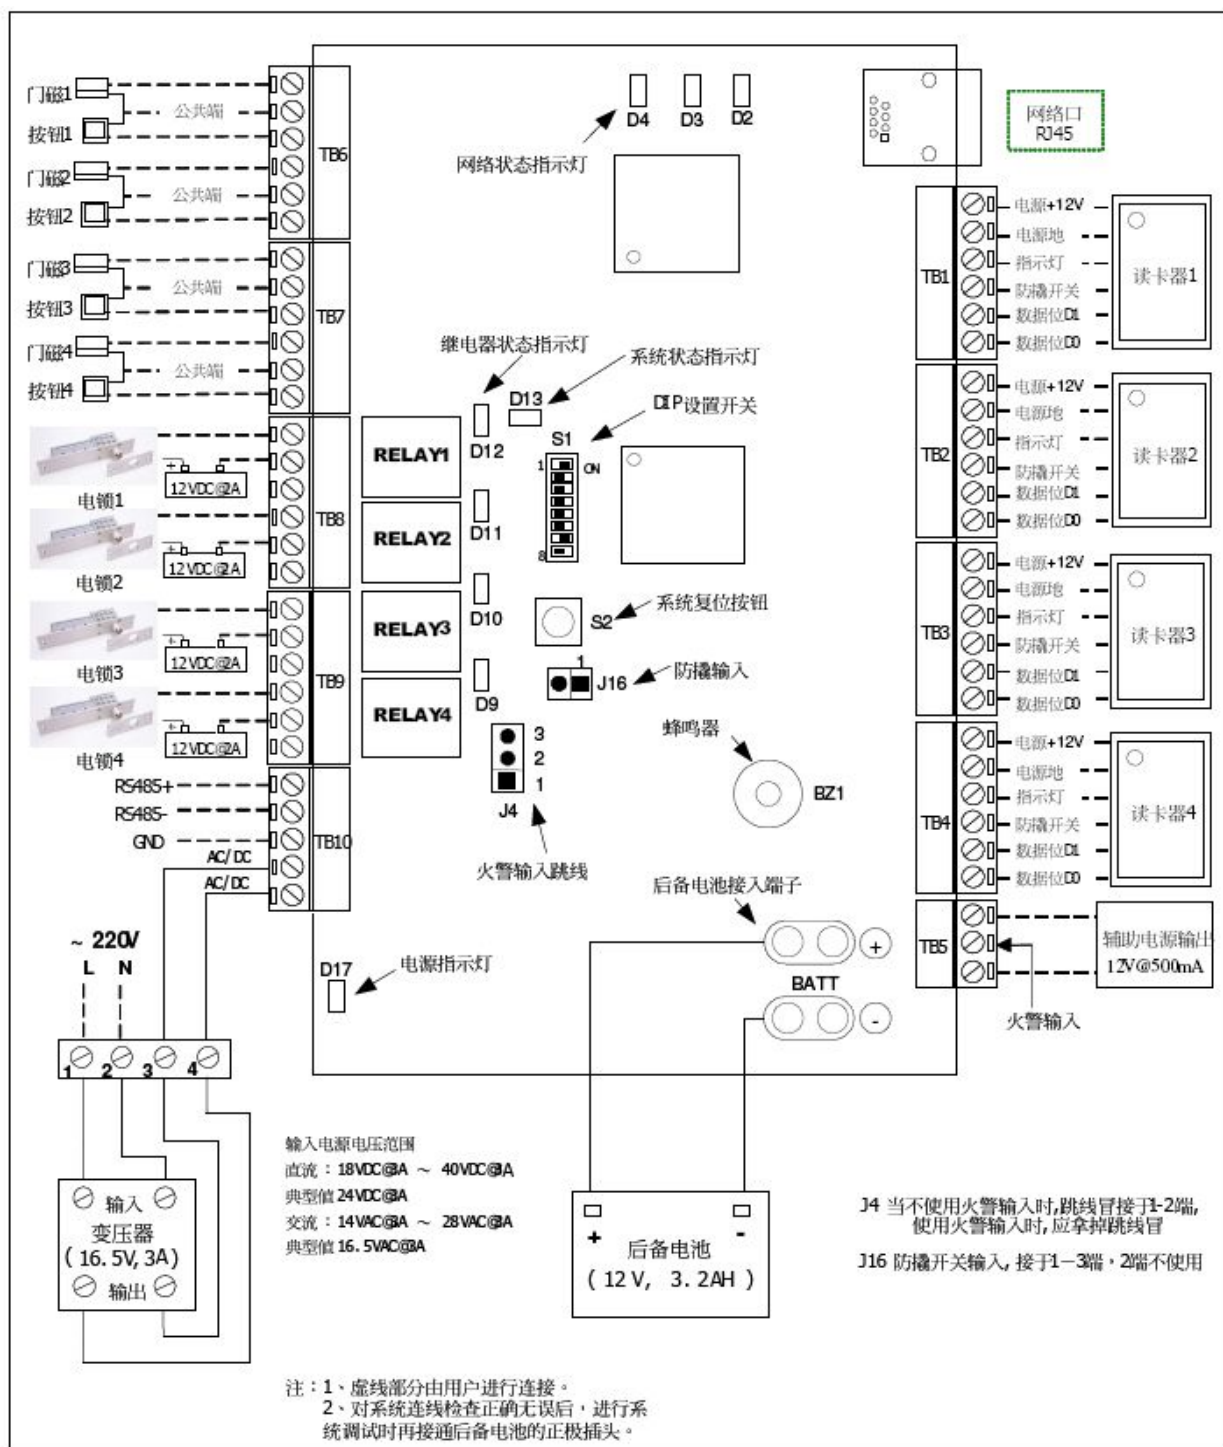 门磁1
公共端
按钮1
门磁2
公共端
按钮2
TB6
门磁3
公共端
按钮3
门磁4
公共端
按钮4
TB7
D4 D3 D2
网络状态指示灯
网络口
RJ45
继电器状态指示灯
系统状态指示灯
D13
DIP设置开关
S1
1
ON
8
电锁1
+
12VDC@2A
电锁2
+
12VDC@2A
TB8
RELAY1
D12
RELAY2
D11
电锁3
+
12VDC@2A
电锁4
+
12VDC@2A
TB9
RELAY3
D10
RELAY4
D9
S2
系统复位按钮
1
J16
防撬输入
3
2
1
J4
火警输入跳线
蜂鸣器
BZ1
RS485+
RS485-
GND
AC/DC
AC/DC
TB10
TB1
电源+12V
电源地
指示灯
防撬开关
数据位D1
数据位D0
读卡器1
TB2
电源+12V
电源地
指示灯
防撬开关
数据位D1
数据位D0
读卡器2
TB3
电源+12V
电源地
指示灯
防撬开关
数据位D1
数据位D0
读卡器3
TB4
电源+12V
电源地
指示灯
防撬开关
数据位D1
数据位D0
读卡器4
TB5
辅助电源输出
12V@500mA
火警输入
后备电池接入端子
+
BATT
-
D17
电源指示灯
~ 220V
L N
1 2 3 4
输入
变压器
(16.5V,3A)
输出
输入电源电压范围
直流：18VDC@3A ～ 40VDC@3A
典型值24VDC@3A
交流：14VAC@3A ～ 28VAC@3A
典型值16.5VAC@3A
+ -
后备电池
(12V, 3.2AH)
J4 当不使用火警输入时,跳线冒接于1-2端,
使用火警输入时,应拿掉跳线冒
J16 防撬开关输入,接于1－3端，2端不使用
注：1、虚线部分由用户进行连接。
2、对系统连线检查正确无误后，进行系
统调试时再接通后备电池的正极插头。